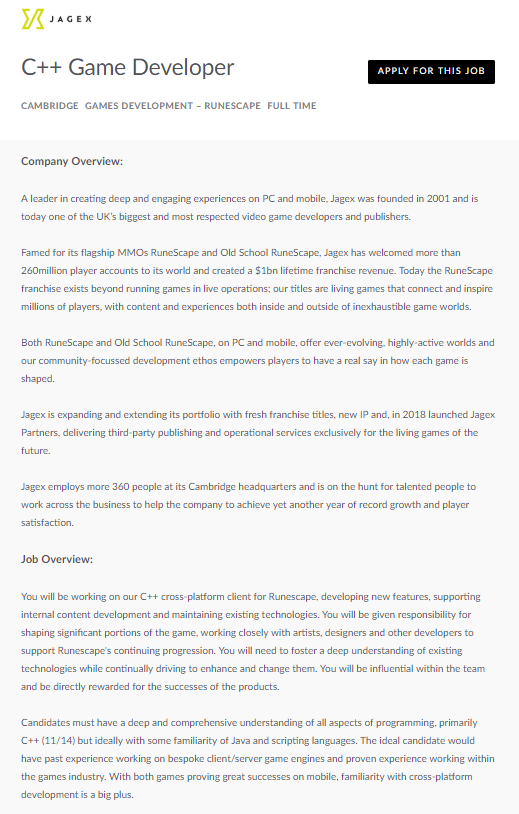 JAGEX
C++ Game Developer
APPLY FOR THIS JOB
CAMBRIDGE GAMES DEVELOPMENT – RUNESCAPE FULL TIME
Company Overview:
A leader in creating deep and engaging experiences on PC and mobile, Jagex was founded in 2001 and is
today one of the UK's biggest and most respected video game developers and publishers.
Famed for its flagship MMOs RuneScape and Old School RuneScape, Jagex has welcomed more than
260million player accounts to its world and created a $1bn lifetime franchise revenue. Today the RuneScape
franchise exists beyond running games in live operations; our titles are living games that connect and inspire
millions of players, with content and experiences both inside and outside of inexhaustible game worlds.
Both RuneScape and Old School RuneScape, on PC and mobile, offer ever-evolving, highly-active worlds and
our community-focussed development ethos empowers players to have a real say in how each game is
shaped.
Jagex is expanding and extending its portfolio with fresh franchise titles, new IP and, in 2018 launched Jagex
Partners, delivering third-party publishing and operational services exclusively for the living games of the
future.
Jagex employs more 360 people at its Cambridge headquarters and is on the hunt for talented people to
work across the business to help the company to achieve yet another year of record growth and player
satisfaction.
Job Overview:
You will be working on our C++ cross-platform client for Runescape, developing new features, supporting
internal content development and maintaining existing technologies. You will be given responsibility for
shaping significant portions of the game, working closely with artists, designers and other developers to
support Runescape's continuing progression. You will need to foster a deep understanding of existing
technologies while continually driving to enhance and change them. You will be influential within the team
and be directly rewarded for the successes of the products.
Candidates must have a deep and comprehensive understanding of all aspects of programming, primarily
C++ (11/14) but ideally with some familiarity of Java and scripting languages. The ideal candidate would
have past experience working on bespoke client/server game engines and proven experience working within
the games industry. With both games proving great successes on mobile, familiarity with cross-platform
development is a big plus.